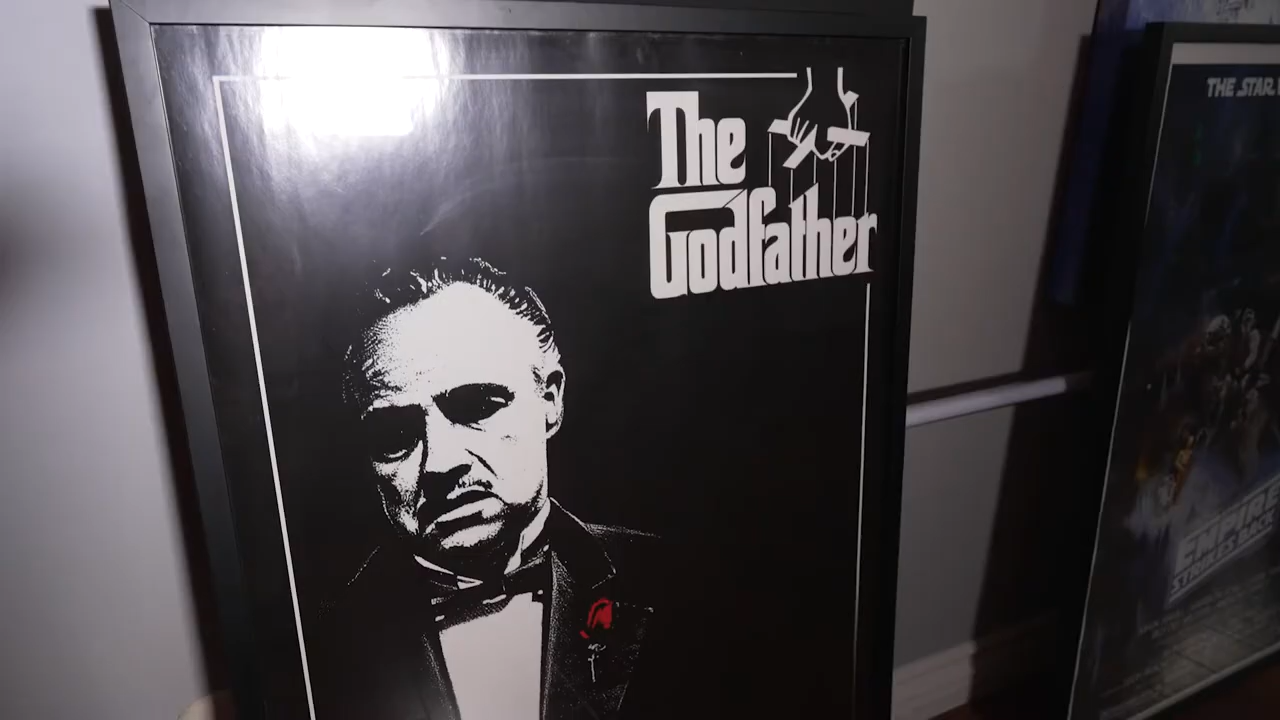 The
Godfather
THE STAR
EMPIRE
STRIKES BACK